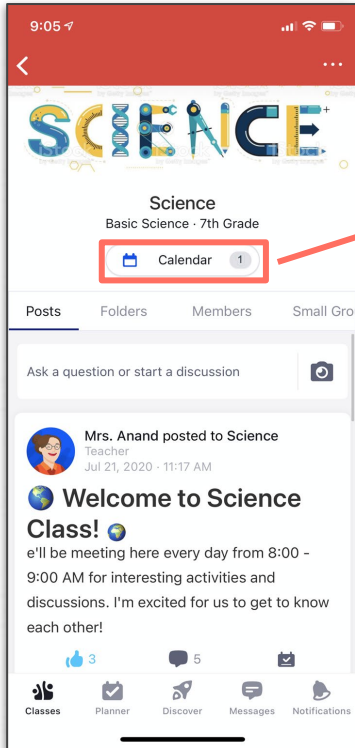 9:05
SCIENCE
Science
Basic Science · 7th Grade
Calendar 1
Posts Folders Members Small Gro
Ask a question or start a discussion
Mrs. Anand posted to Science
Teacher
Jul 21, 2020 · 11:17 AM
🌎 Welcome to Science
Class! 🌎
e'll be meeting here every day from 8:00 -
9:00 AM for interesting activities and
discussions. I'm excited for us to get to know
each other!
3 5
Classes Planner Discover Messages Notifications